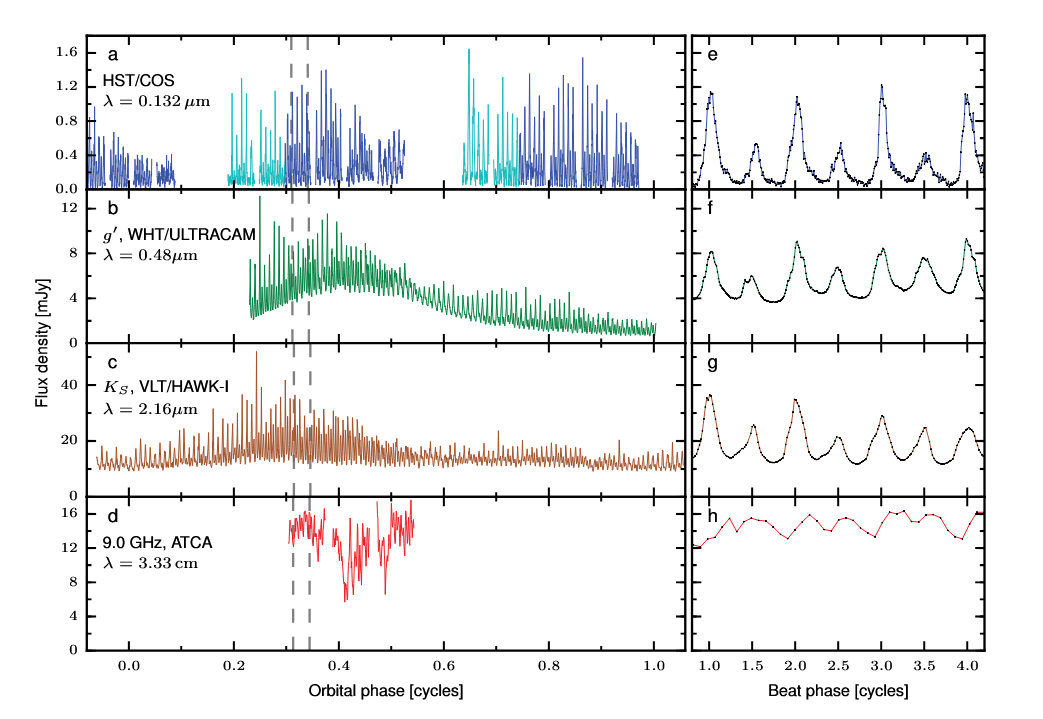 Flux density [mJy]
a
HST/COS
λ = 0.132 μm
1.6
1.2
0.8
0.4
0.0
e
b
g′, WHT/ULTRACAM
λ = 0.48μm
12
8
4
0
f
c
K_S, VLT/HAWK-I
λ = 2.16μm
40
20
0
g
d
9.0 GHz, ATCA
λ = 3.33 cm
16
12
8
4
0
h
0.0 0.2 0.4 0.6 0.8 1.0
Orbital phase [cycles]
1.0 1.5 2.0 2.5 3.0 3.5 4.0
Beat phase [cycles]